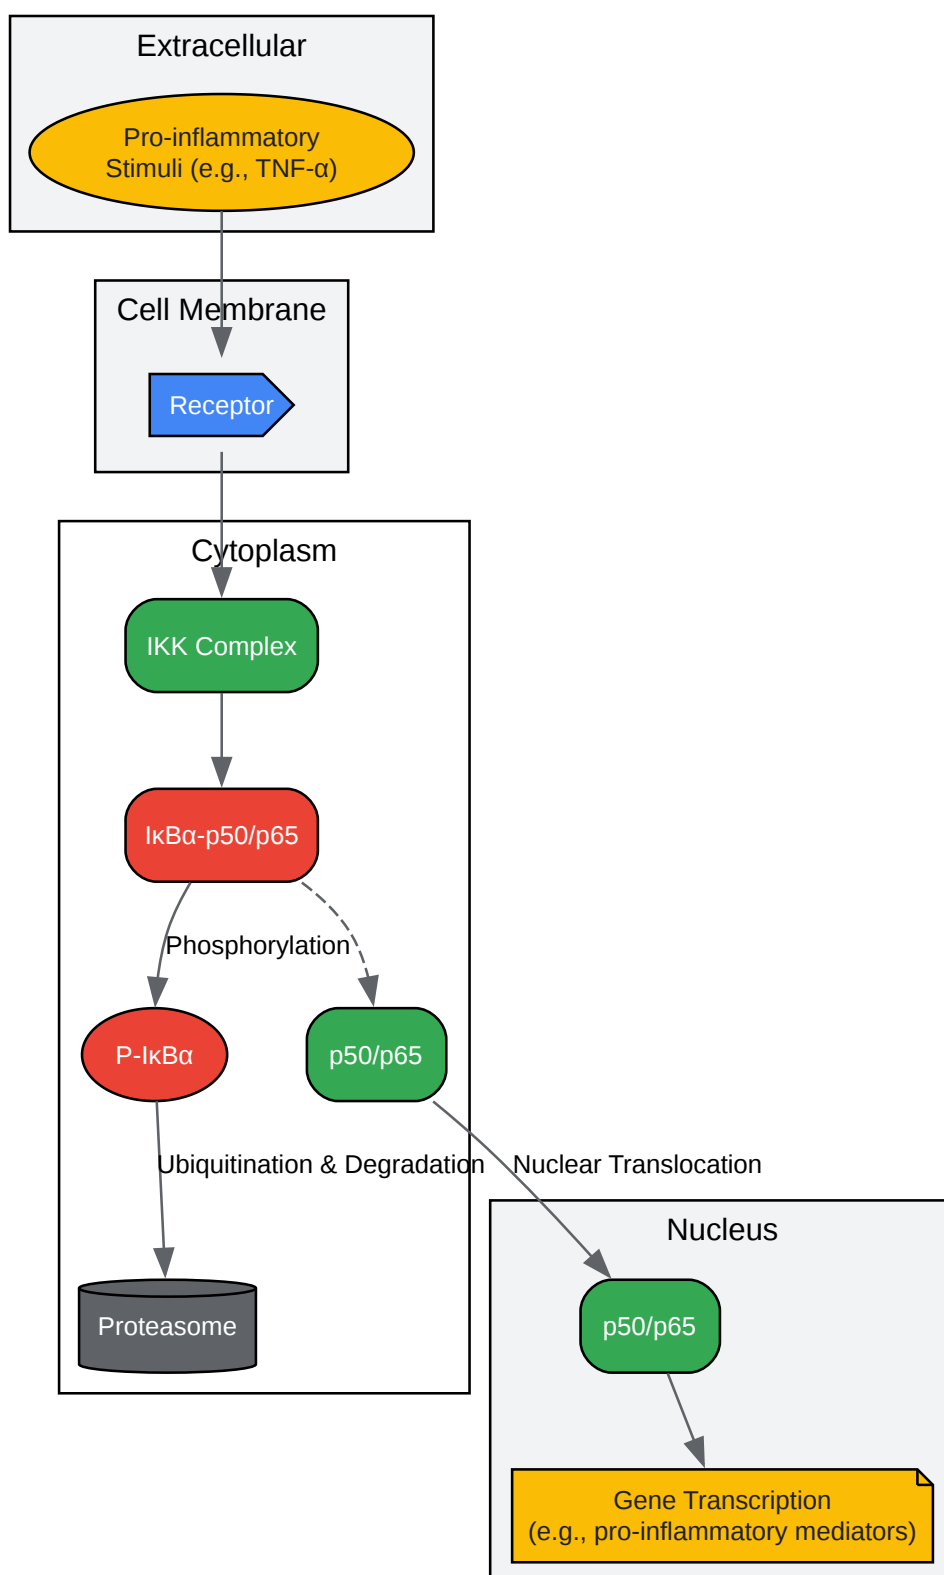 Extracellular
Pro-inflammatory
Stimuli (e.g., TNF-α)
Cell Membrane
Receptor
Cytoplasm
IKK Complex
IκBα-p50/p65
Phosphorylation
P-IκBα
p50/p65
Ubiquitination & Degradation
Nuclear Translocation
Nucleus
Proteasome
p50/p65
Gene Transcription
(e.g., pro-inflammatory mediators)